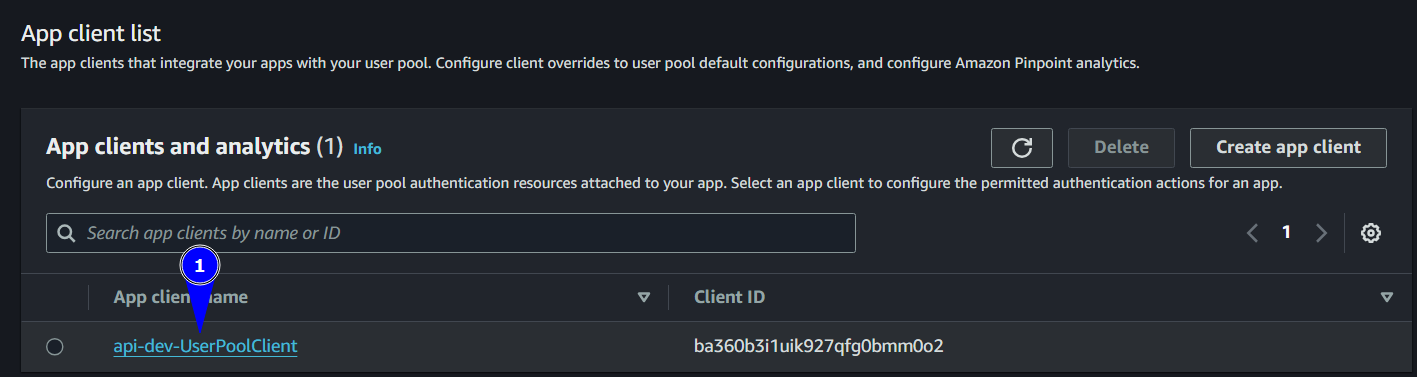 App client list
The app clients that integrate your apps with your user pool. Configure client overrides to user pool default configurations, and configure Amazon Pinpoint analytics.
App clients and analytics (1) Info
Delete
Create app client
Configure an app client. App clients are the user pool authentication resources attached to your app. Select an app client to configure the permitted authentication actions for an app.
Search app clients by name or ID
1
1
App client name
Client ID
api-dev-UserPoolClient
ba360b3i1uik927qfg0bmm0o2